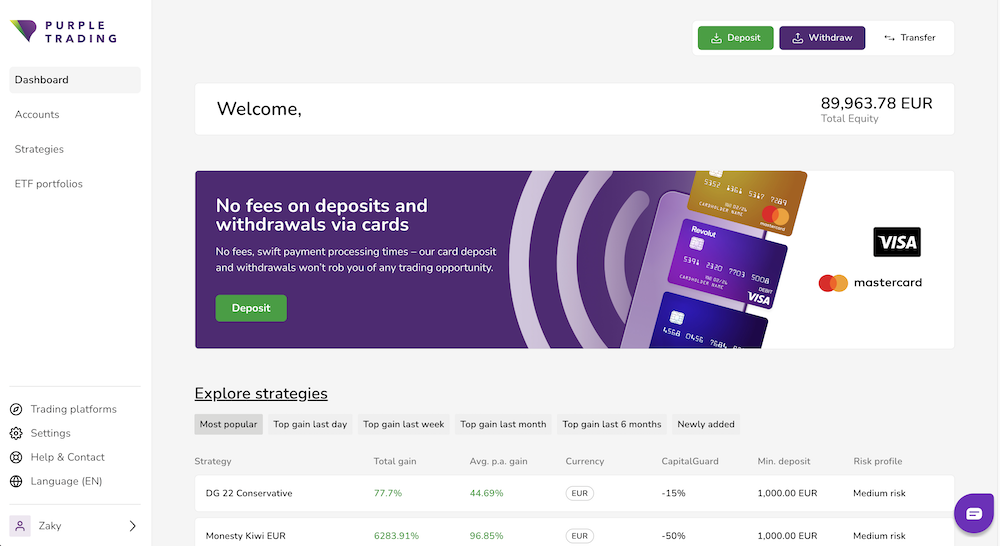 PURPLE
TRADING
Deposit
Withdraw
Transfer
Dashboard
Accounts
Strategies
ETF portfolios
Welcome,
89,963.78 EUR
Total Equity
No fees on deposits and
withdrawals via cards
No fees, swift payment processing times – our card deposit
and withdrawals won't rob you of any trading opportunity.
Deposit
5352 1361 5317 7289
CARDHOLDER NAME
mastercard
Revolut
5391 2320 7703 5008
CARDHOLDER NAME
DEBIT
VISA
4568 0456 7684
VISA
mastercard
Explore strategies
Most popular
Top gain last day
Top gain last week
Top gain last month
Top gain last 6 months
Newly added
Strategy Total gain Avg. p.a. gain Currency CapitalGuard Min. deposit Risk profile
DG 22 Conservative 77.7% 44.69% EUR -15% 1,000.00 EUR Medium risk
Monesty Kiwi EUR 6283.91% 96.85% EUR -50% 1,000.00 EUR Medium risk
Trading platforms
Settings
Help & Contact
Language (EN)
Zaky